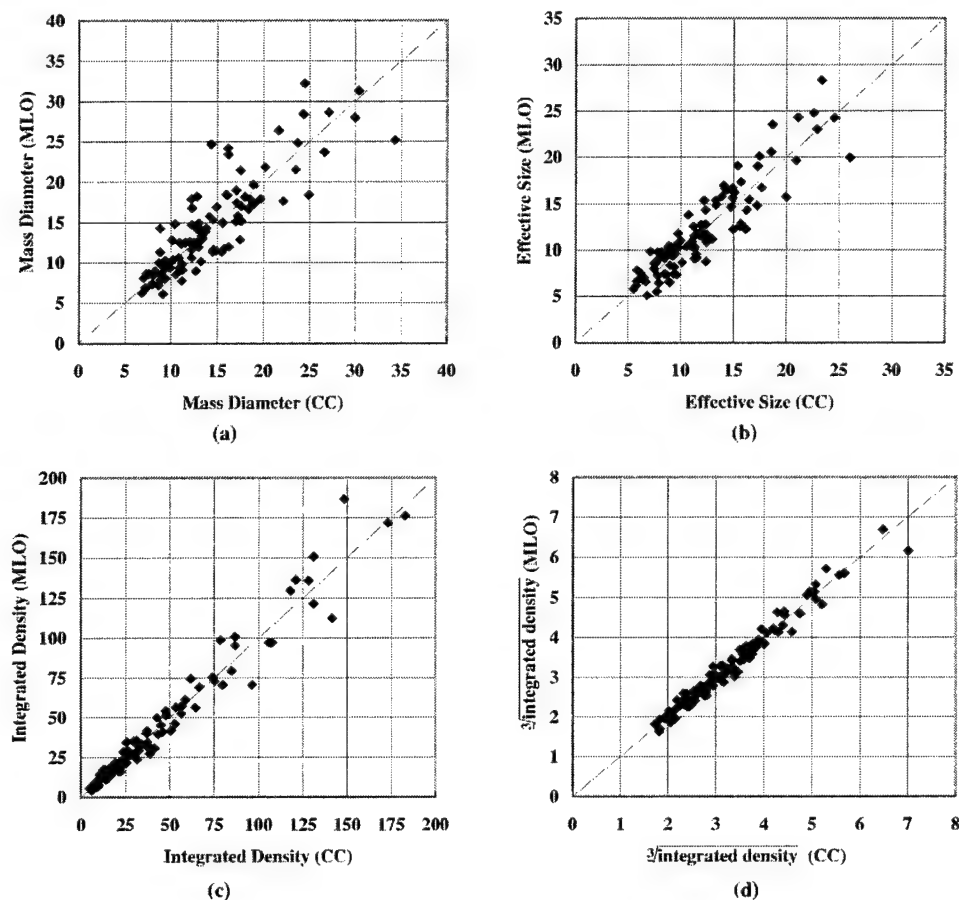 40
35
30
25
20
15
10
5
0
Mass Diameter (MLO)
5 10 15 20 25 30 35 40
Mass Diameter (CC)
(a)
35
30
25
20
15
10
5
0
Effective Size (MLO)
0 5 10 15 20 25 30 35
Effective Size (CC)
(b)
200
175
150
125
100
75
50
25
0
Integrated Density (MLO)
0 25 50 75 100 125 150 175 200
Integrated Density (CC)
(c)
8
7
6
5
4
3
2
1
0
∛integrated density (MLO)
0 1 2 3 4 5 6 7 8
∛integrated density (CC)
(d)